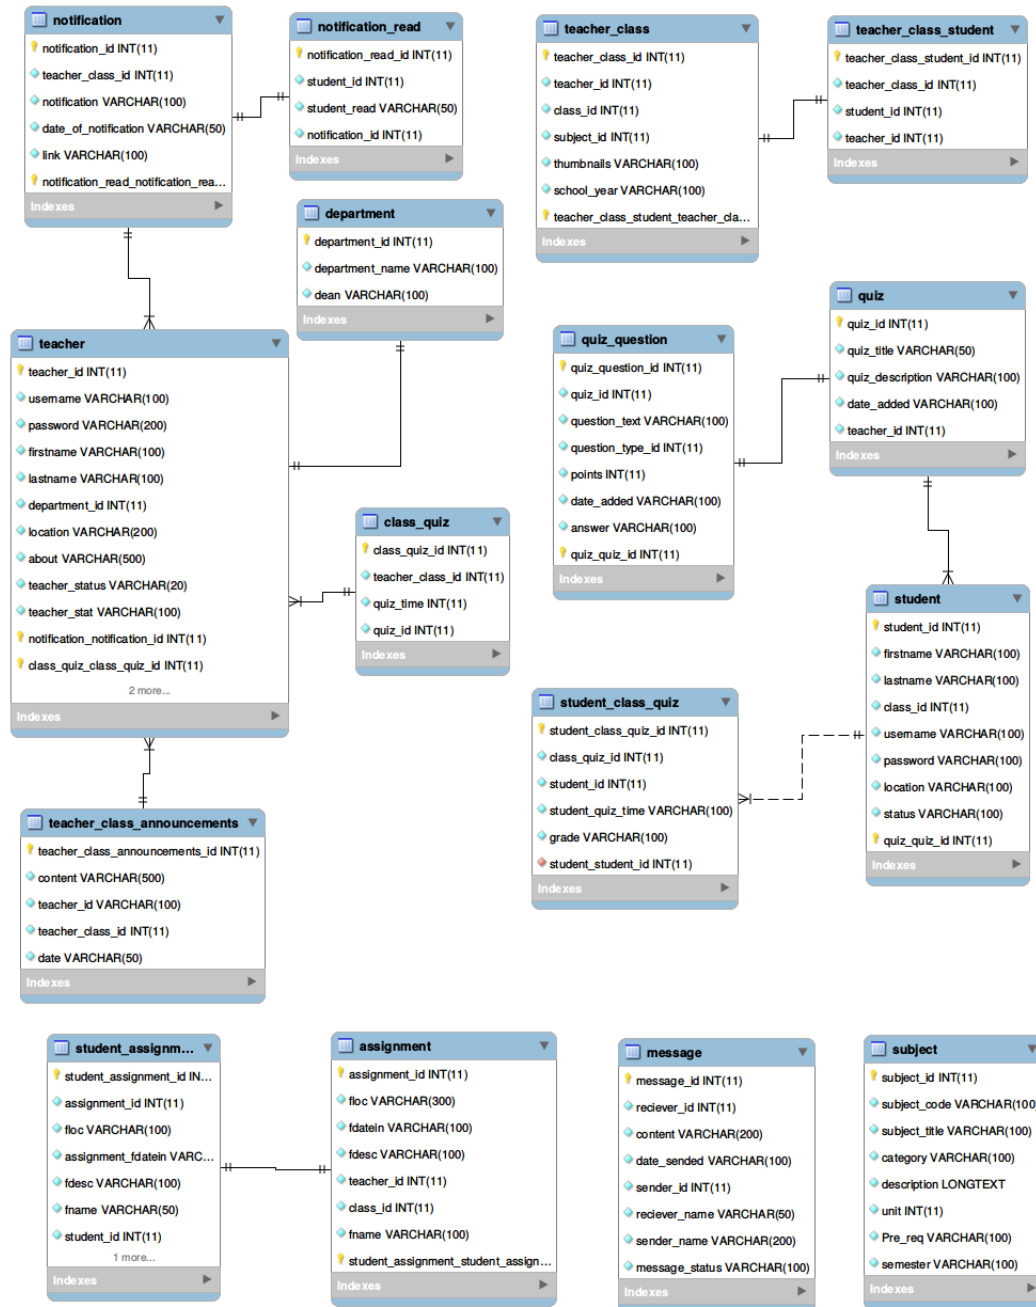 notification
notification_id INT(11)
teacher_class_id INT(11)
notification VARCHAR(100)
date_of_notification VARCHAR(50)
link VARCHAR(100)
notification_read_notification_rea...
Indexes
notification_read
notification_read_id INT(11)
student_id INT(11)
student_read VARCHAR(50)
notification_id INT(11)
Indexes
teacher_class
teacher_class_id INT(11)
teacher_id INT(11)
class_id INT(11)
subject_id INT(11)
thumbnails VARCHAR(100)
school_year VARCHAR(100)
teacher_class_student_teacher_cla...
Indexes
teacher_class_student
teacher_class_student_id INT(11)
teacher_class_id INT(11)
student_id INT(11)
teacher_id INT(11)
Indexes
department
department_id INT(11)
department_name VARCHAR(100)
dean VARCHAR(100)
Indexes
teacher
teacher_id INT(11)
username VARCHAR(100)
password VARCHAR(200)
firstname VARCHAR(100)
lastname VARCHAR(100)
department_id INT(11)
location VARCHAR(200)
about VARCHAR(500)
teacher_status VARCHAR(20)
teacher_stat VARCHAR(100)
notification_notification_id INT(11)
class_quiz_class_quiz_id INT(11)
2 more...
Indexes
class_quiz
class_quiz_id INT(11)
teacher_class_id INT(11)
quiz_time INT(11)
quiz_id INT(11)
Indexes
quiz_question
quiz_question_id INT(11)
quiz_id INT(11)
question_text VARCHAR(100)
question_type_id INT(11)
points INT(11)
date_added VARCHAR(100)
answer VARCHAR(100)
quiz_quiz_id INT(11)
Indexes
quiz
quiz_id INT(11)
quiz_title VARCHAR(50)
quiz_description VARCHAR(100)
date_added VARCHAR(100)
teacher_id INT(11)
Indexes
student
student_id INT(11)
firstname VARCHAR(100)
lastname VARCHAR(100)
class_id INT(11)
username VARCHAR(100)
password VARCHAR(100)
location VARCHAR(100)
status VARCHAR(100)
quiz_quiz_id INT(11)
Indexes
student_class_quiz
student_class_quiz_id INT(11)
class_quiz_id INT(11)
student_id INT(11)
student_quiz_time VARCHAR(100)
grade VARCHAR(100)
student_student_id INT(11)
Indexes
teacher_class_announcements
teacher_class_announcements_id INT(11)
content VARCHAR(500)
teacher_id VARCHAR(100)
teacher_class_id INT(11)
date VARCHAR(50)
Indexes
student_assignm...
student_assignment_id IN...
assignment_id INT(11)
floc VARCHAR(100)
assignment_fdatein VARC...
fdesc VARCHAR(100)
fname VARCHAR(50)
student_id INT(11)
1 more...
Indexes
assignment
assignment_id INT(11)
floc VARCHAR(300)
fdatein VARCHAR(100)
fdesc VARCHAR(100)
teacher_id INT(11)
class_id INT(11)
fname VARCHAR(100)
student_assignment_student_assign...
Indexes
message
message_id INT(11)
reciever_id INT(11)
content VARCHAR(200)
date_sended VARCHAR(100)
sender_id INT(11)
reciever_name VARCHAR(50)
sender_name VARCHAR(200)
message_status VARCHAR(100)
Indexes
subject
subject_id INT(11)
subject_code VARCHAR(100)
subject_title VARCHAR(100)
category VARCHAR(100)
description LONGTEXT
unit INT(11)
Pre_req VARCHAR(100)
semester VARCHAR(100)
Indexes